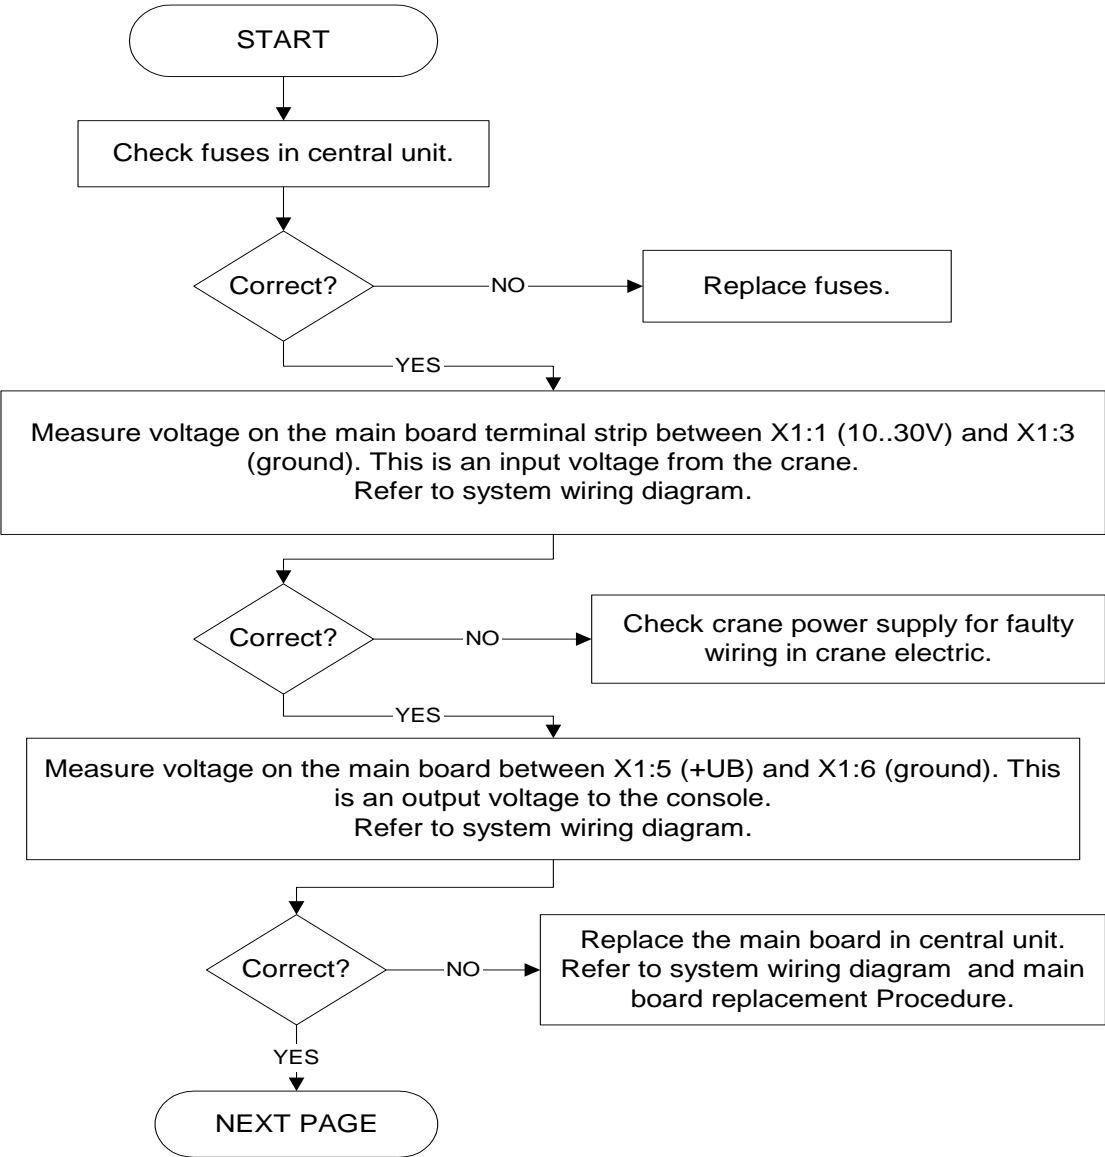 START
Check fuses in central unit.
Correct?
NO
Replace fuses.
YES
Measure voltage on the main board terminal strip between X1:1 (10..30V) and X1:3
(ground). This is an input voltage from the crane.
Refer to system wiring diagram.
Correct?
NO
Check crane power supply for faulty
wiring in crane electric.
YES
Measure voltage on the main board between X1:5 (+UB) and X1:6 (ground). This
is an output voltage to the console.
Refer to system wiring diagram.
Correct?
NO
Replace the main board in central unit.
Refer to system wiring diagram  and main
board replacement Procedure.
YES
NEXT PAGE